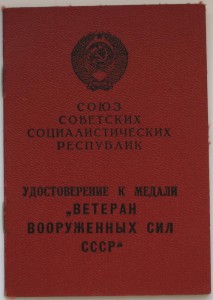 СОЮЗ
СОВЕТСКИХ
СОЦИАЛИСТИЧЕСКИХ
РЕСПУБЛИК
УДОСТОВЕРЕНИЕ К МЕДАЛИ
„ВЕТЕРАН
ВООРУЖЕННЫХ СИЛ
СССР“